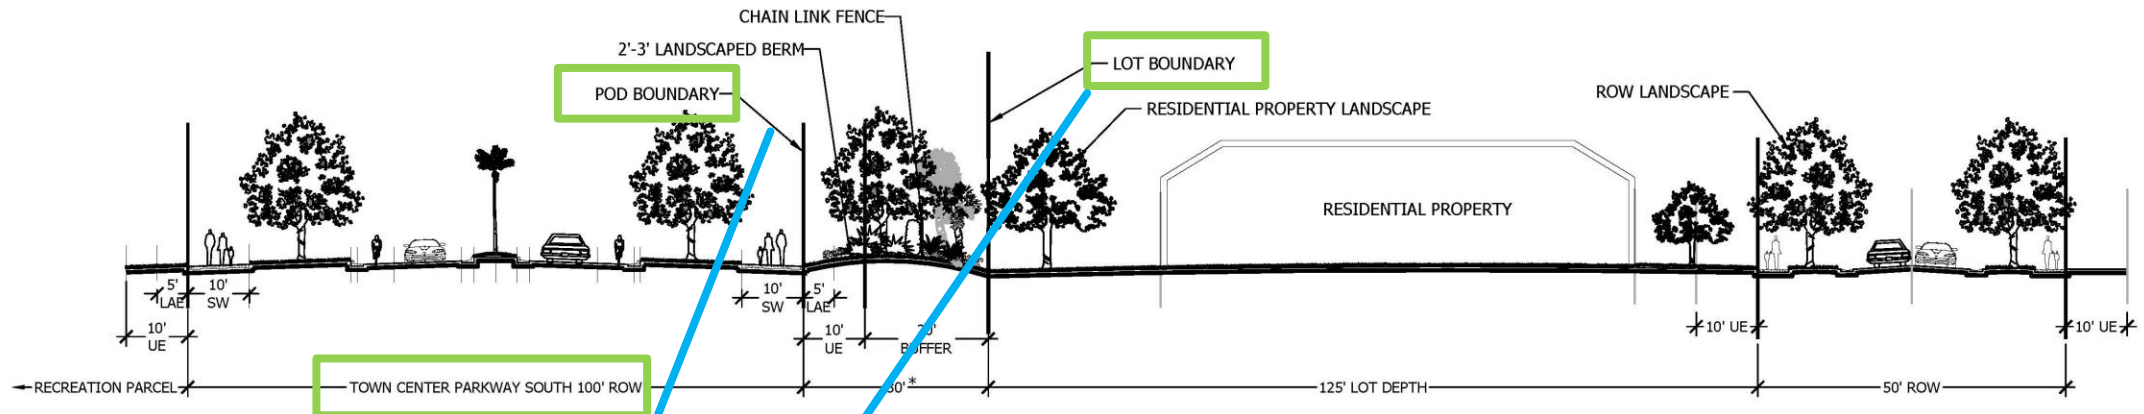 CHAIN LINK FENCE
2'-3' LANDSCAPED BERM
POD BOUNDARY
LOT BOUNDARY
RESIDENTIAL PROPERTY LANDSCAPE
ROW LANDSCAPE
RESIDENTIAL PROPERTY
5'
LAE
10'
SW
10'
SW
5'
LAE
10'
UE
10'
UE
20'
BUFFER
10' UE
10' UE
RECREATION PARCEL
TOWN CENTER PARKWAY SOUTH 100' ROW
30'*
125' LOT DEPTH
50' ROW